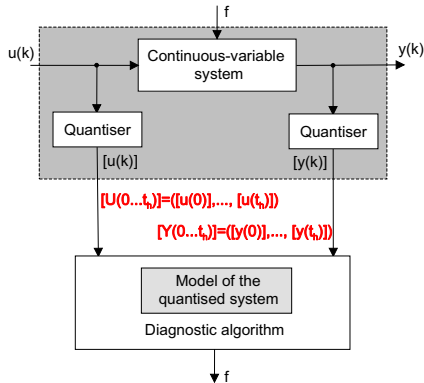 f
u(k)
Continuous-variable
system
y(k)
Quantiser
Quantiser
[u(k)]
[y(k)]
[U(0...tₕ)]=([u(0)],..., [u(tₕ)])
[Y(0...tₕ)]=([y(0)],..., [y(tₕ)])
Model of the
quantised system
Diagnostic algorithm
f